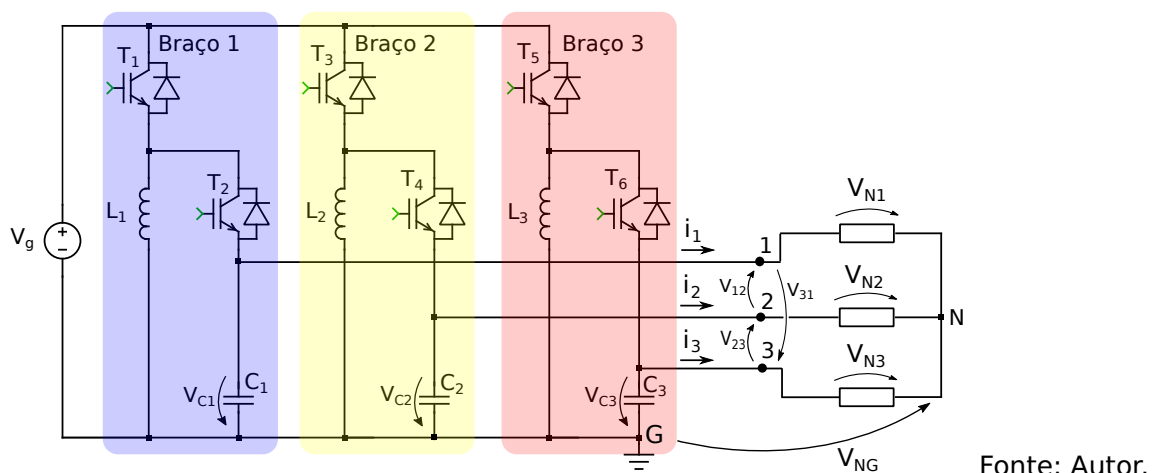 Braço 1
Braço 2
Braço 3
T1
T3
T5
T2
T4
T6
L1
L2
L3
Vg
+
−
i1
i2
i3
1
2
3
V12
V23
V31
VN1
VN2
VN3
N
VC1
C1
VC2
C2
VC3
C3
G
VNG
Fonte: Autor.